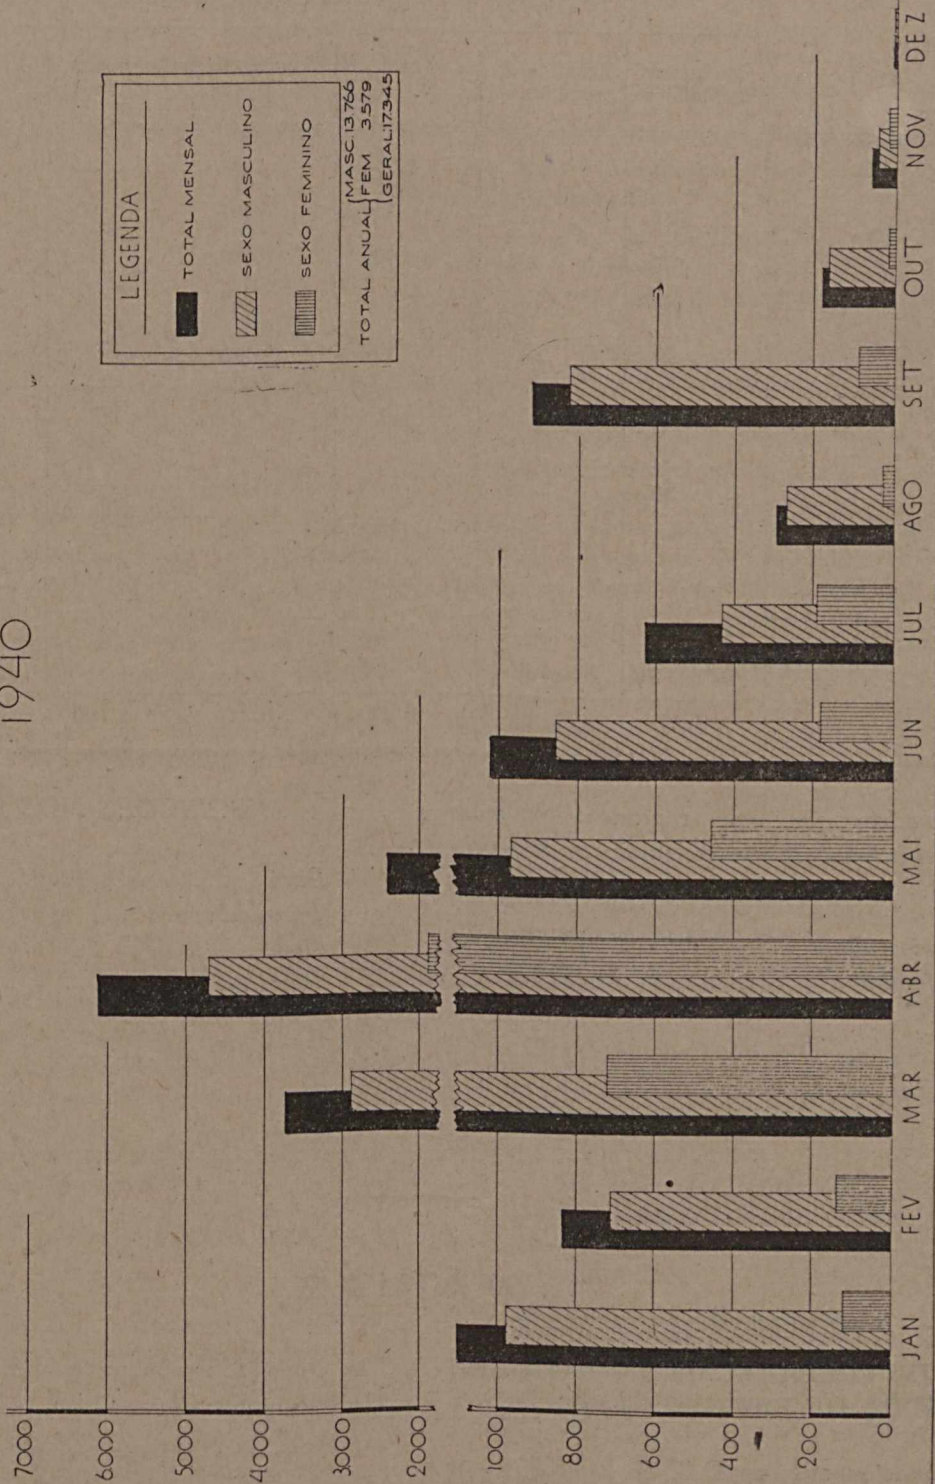 1940
LEGENDA
TOTAL MENSAL
SEXO MASCULINO
SEXO FEMININO
TOTAL ANUAL
MASC. 13.766
FEM 3.579
GERAL: 17.345
7000
6000
5000
4000
3000
2000
1000
800
600
400
200
0
JAN FEV MAR ABR MAI JUN JUL AGO SET OUT NOV DEZ